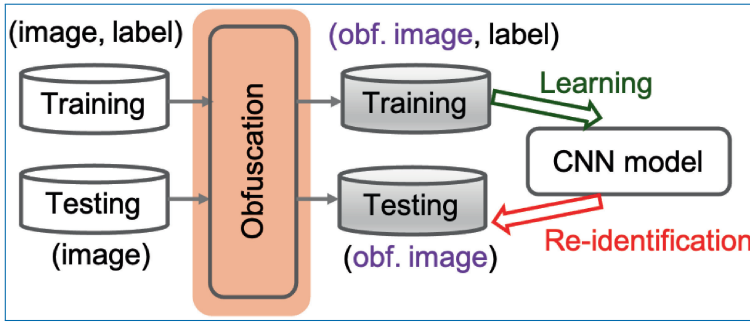 (image, label)
(obf. image, label)
Training
Obfuscation
Training
Learning
CNN model
Testing
Testing
Re-identification
(image)
(obf. image)